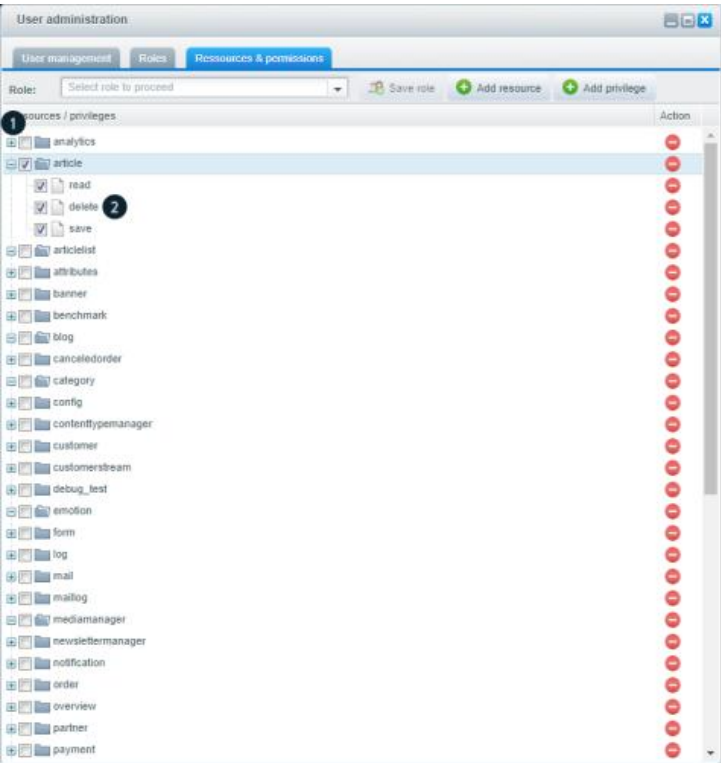 User administration
User management Roles Ressources & permissions
Role: Select role to proceed Save role Add resource Add privilege
sources / privileges Action
1
analytics
article
read
delete 2
save
articlelist
attributes
banner
benchmark
blog
canceledorder
category
config
contenttypemanager
customer
customerstream
debug_test
emotion
form
log
mail
maillog
mediamanager
newslettermanager
notification
order
overview
partner
payment